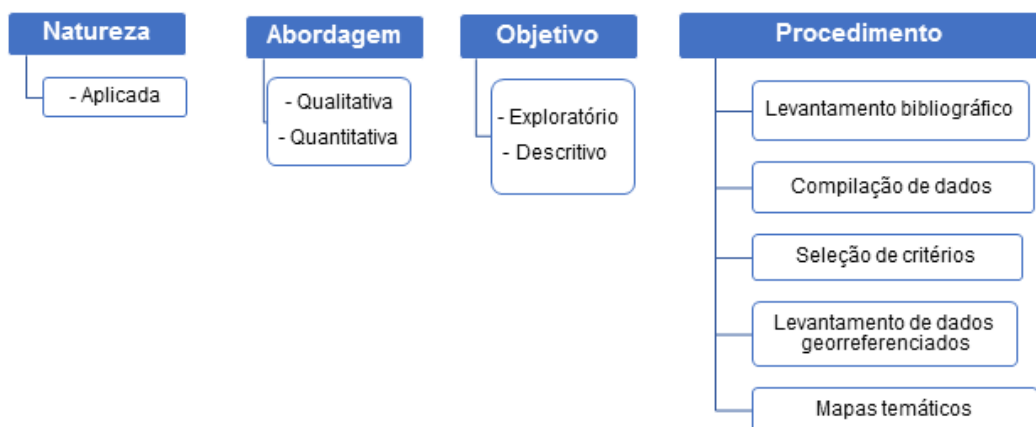 Natureza
- Aplicada
Abordagem
- Qualitativa
- Quantitativa
Objetivo
- Exploratório
- Descritivo
Procedimento
Levantamento bibliográfico
Compilação de dados
Seleção de critérios
Levantamento de dados
georreferenciados
Mapas temáticos